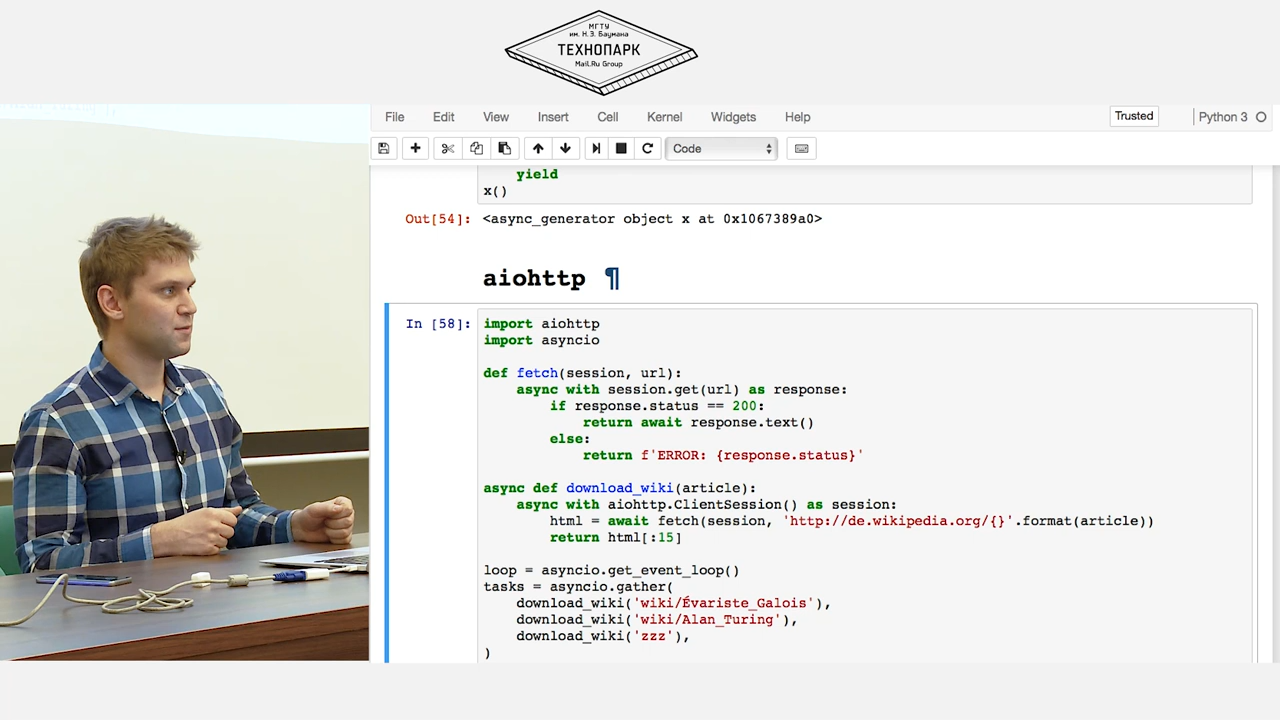 МГТУ
им. Н.Э. Баумана
ТЕХНОПАРК
Mail.Ru Group
File Edit View Insert Cell Kernel Widgets Help Trusted Python 3
Code
yield
x()
Out[54]: <async_generator object x at 0x1067389a0>
aiohttp ¶
In [58]: import aiohttp
import asyncio
def fetch(session, url):
async with session.get(url) as response:
if response.status == 200:
return await response.text()
else:
return f'ERROR: {response.status}'
async def download_wiki(article):
async with aiohttp.ClientSession() as session:
html = await fetch(session, 'http://de.wikipedia.org/{}'.format(article))
return html[:15]
loop = asyncio.get_event_loop()
tasks = asyncio.gather(
download_wiki('wiki/Évariste_Galois'),
download_wiki('wiki/Alan_Turing'),
download_wiki('zzz'),
)